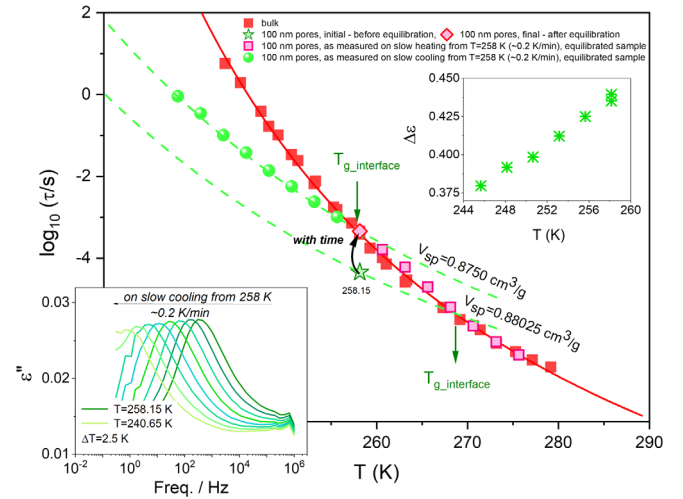 bulk
100 nm pores, initial - before equilibration, 100 nm pores, final - after equilibration
100 nm pores, as measured on slow heating from T=258 K (~0.2 K/min), equilibrated sample
100 nm pores, as measured on slow cooling from T=258 K (~0.2 K/min), equilibrated sample
log10 (τ/s)
2
0
-2
-4
T (K)
260
270
280
290
Tg_interface
with time
258.15
Vsp=0.8750 cm³/g
Vsp=0.88025 cm³/g
Tg_interface
Δε
0.450
0.425
0.400
0.375
244
248
252
256
260
T (K)
on slow cooling from 258 K
~0.2 K/min
ε"
0.03
0.02
0.01
T=258.15 K
T=240.65 K
ΔT=2.5 K
10⁻²
10⁰
10²
10⁴
10⁶
Freq. / Hz